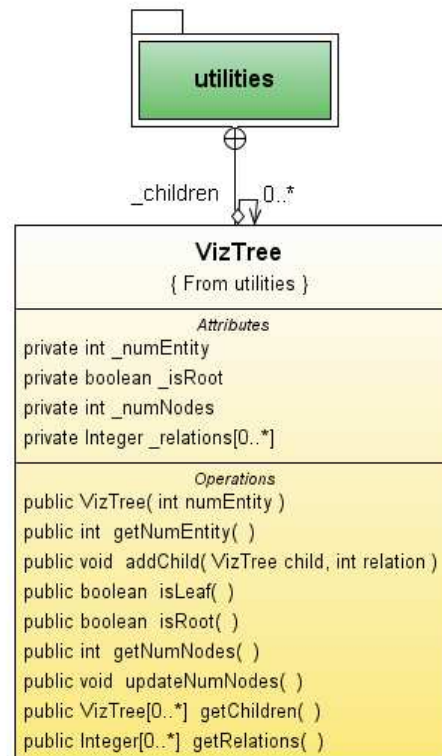 utilities
_children 0..*
VizTree
{ From utilities }
Attributes
private int _numEntity
private boolean _isRoot
private int _numNodes
private Integer _relations[0..*]
Operations
public VizTree( int numEntity )
public int getNumEntity( )
public void addChild( VizTree child, int relation )
public boolean isLeaf( )
public boolean isRoot( )
public int getNumNodes( )
public void updateNumNodes( )
public VizTree[0..*] getChildren( )
public Integer[0..*] getRelations( )